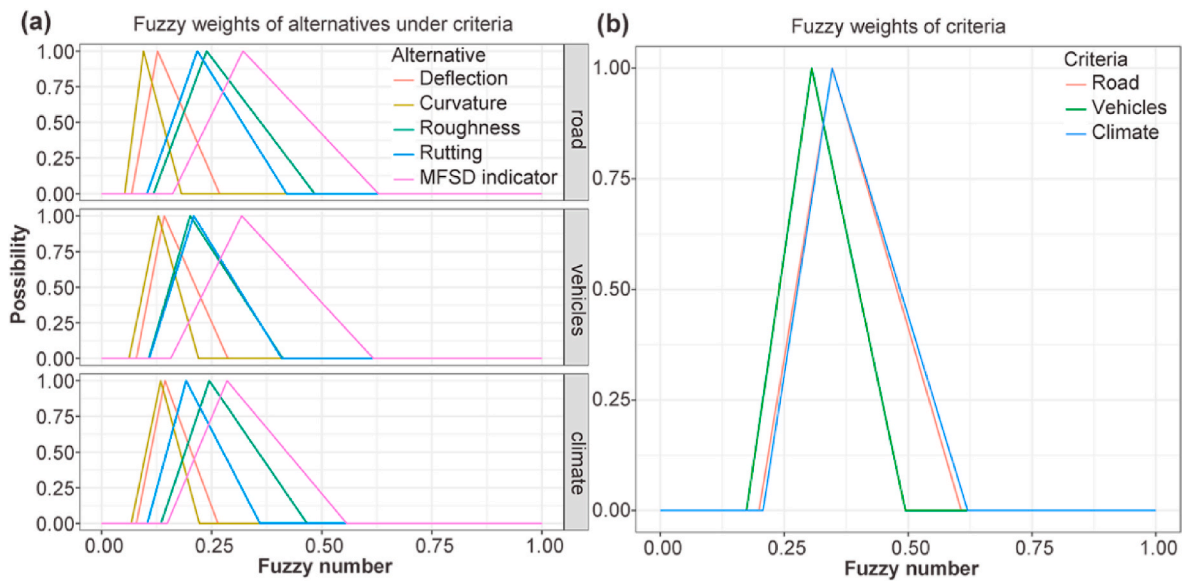 (a)
Fuzzy weights of alternatives under criteria
Possibility
1.00
0.75
0.50
0.25
0.00
Alternative
Deflection
Curvature
Roughness
Rutting
MFSD indicator
road
1.00
0.75
0.50
0.25
0.00
vehicles
1.00
0.75
0.50
0.25
0.00
climate
0.00 0.25 0.50 0.75 1.00
Fuzzy number
(b)
Fuzzy weights of criteria
1.00
0.75
0.50
0.25
0.00
Criteria
Road
Vehicles
Climate
0.00 0.25 0.50 0.75 1.00
Fuzzy number